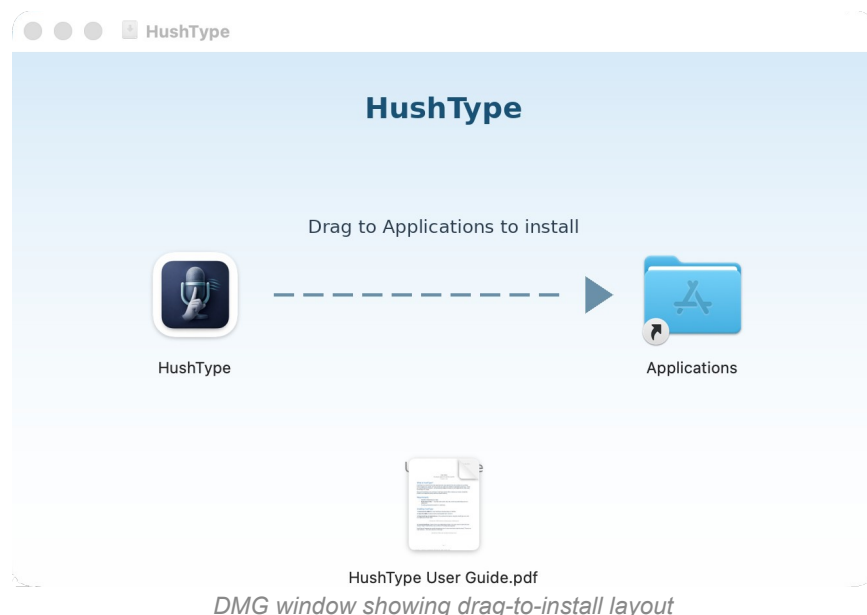 HushType
HushType
Drag to Applications to install
HushType
Applications
HushType User Guide.pdf
DMG window showing drag-to-install layout